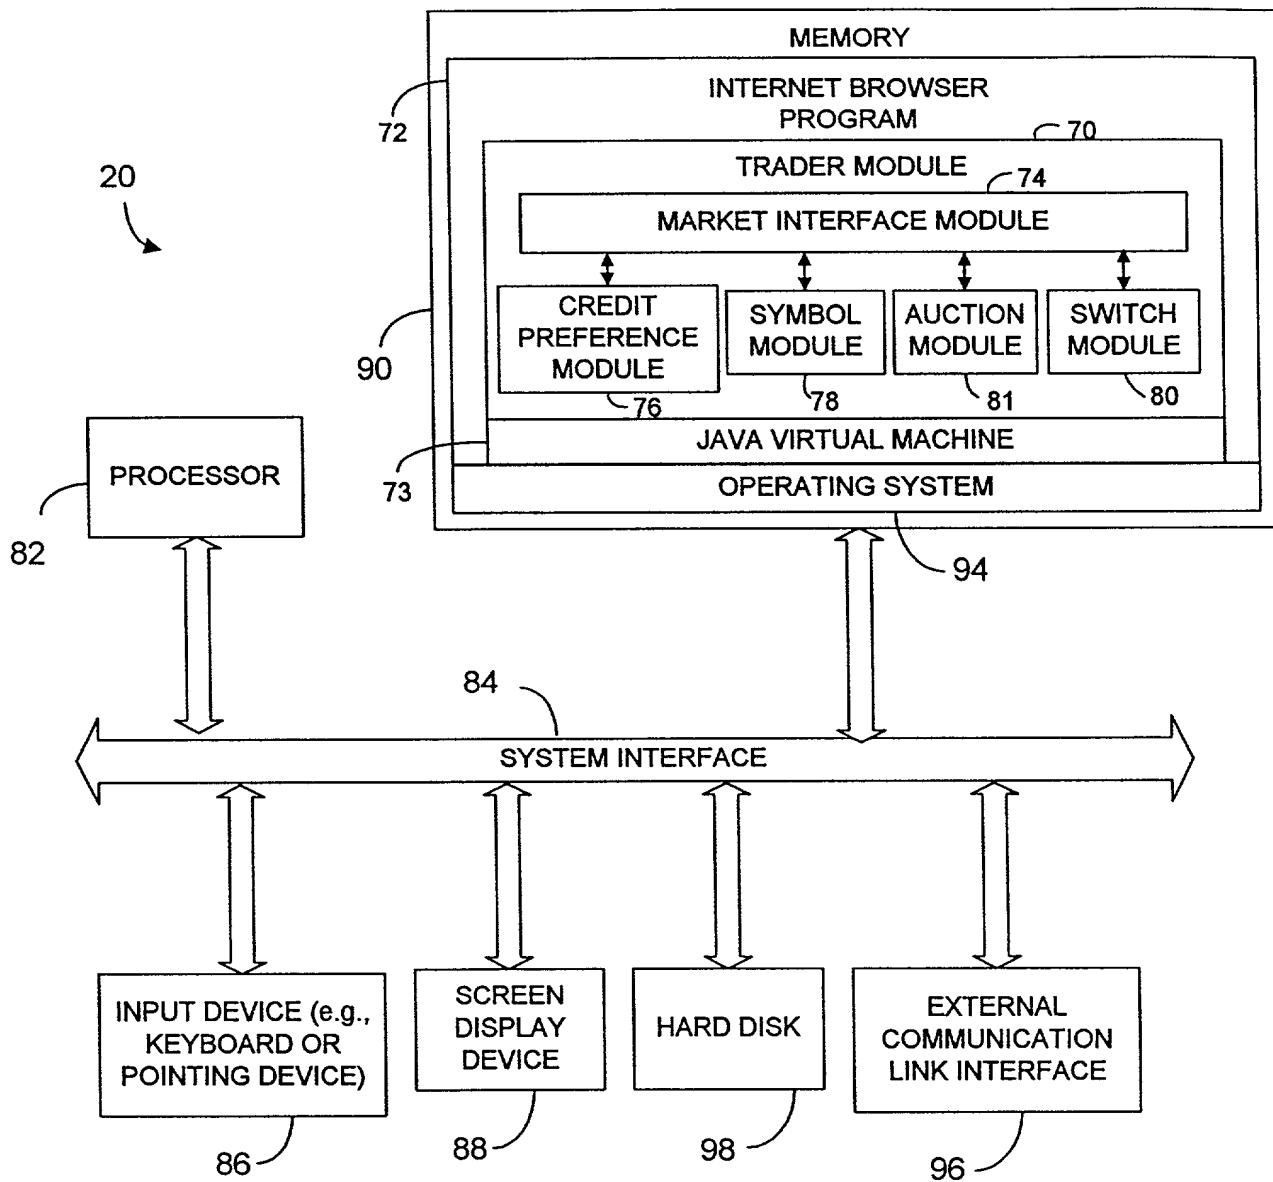 MEMORY
INTERNET BROWSER
PROGRAM
72
70
TRADER MODULE
20
74
MARKET INTERFACE MODULE
CREDIT
PREFERENCE
MODULE
SYMBOL
MODULE
AUCTION
MODULE
SWITCH
MODULE
90
76
78
81
80
JAVA VIRTUAL MACHINE
PROCESSOR
73
OPERATING SYSTEM
82
94
84
SYSTEM INTERFACE
INPUT DEVICE (e.g.,
KEYBOARD OR
POINTING DEVICE)
SCREEN
DISPLAY
DEVICE
HARD DISK
EXTERNAL
COMMUNICATION
LINK INTERFACE
86
88
98
96